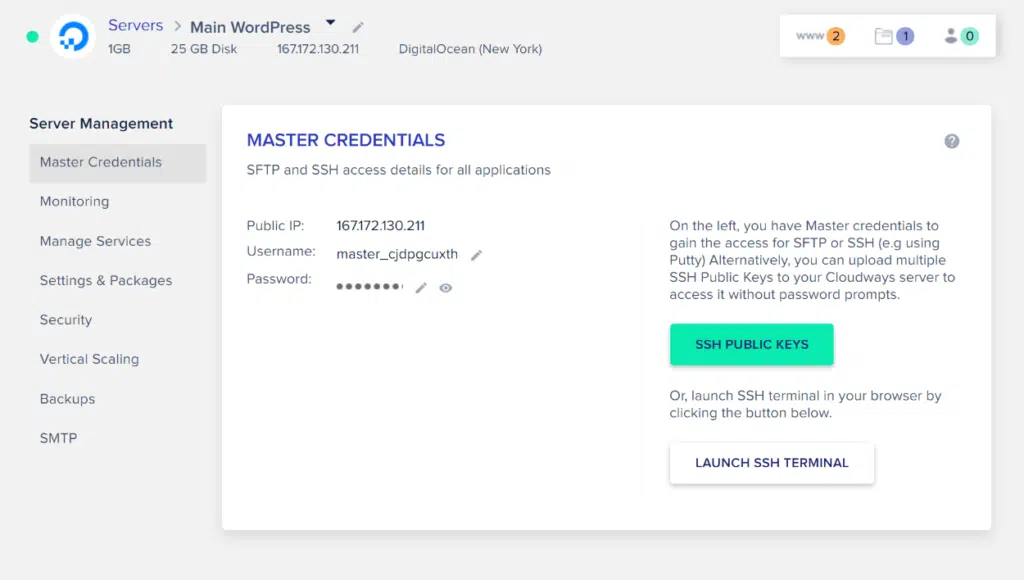 Servers > Main WordPress
1GB 25 GB Disk 167.172.130.211 DigitalOcean (New York)
www 2 1 0
Server Management
Master Credentials
Monitoring
Manage Services
Settings & Packages
Security
Vertical Scaling
Backups
SMTP
MASTER CREDENTIALS
?
SFTP and SSH access details for all applications
Public IP: 167.172.130.211
Username: master_cjdpgcuxth
Password: ••••••••
On the left, you have Master credentials to
gain the access for SFTP or SSH (e.g using
Putty) Alternatively, you can upload multiple
SSH Public Keys to your Cloudways server to
access it without password prompts.
SSH PUBLIC KEYS
Or, launch SSH terminal in your browser by
clicking the button below.
LAUNCH SSH TERMINAL